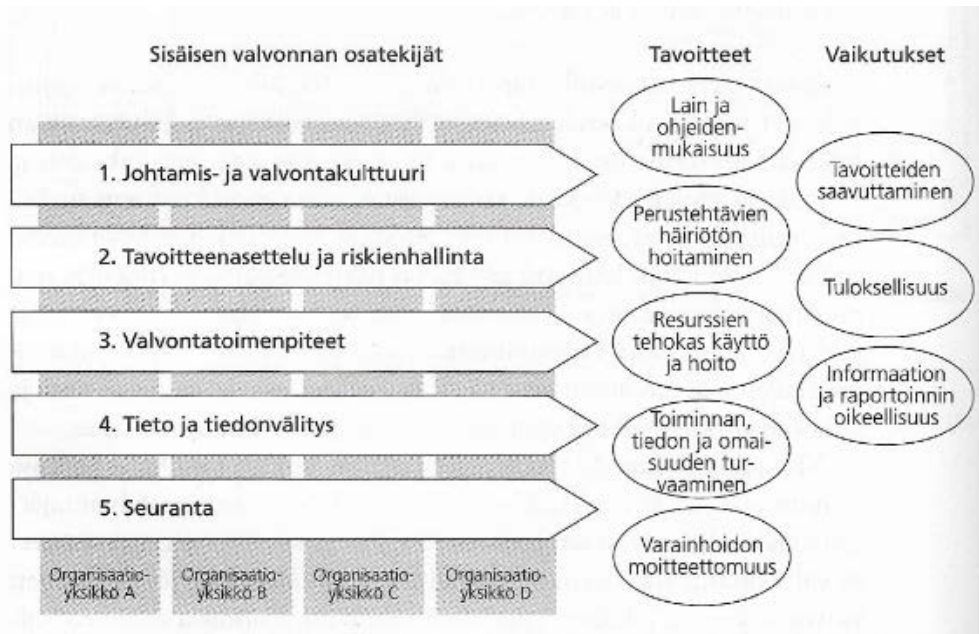 Sisäisen valvonnan osatekijät
Tavoitteet
Vaikutukset
1. Johtamis- ja valvontakulttuuri
2. Tavoitteenasettelu ja riskienhallinta
3. Valvontatoimenpiteet
4. Tieto ja tiedonvälitys
5. Seuranta
Organisaatio-
yksikkö A
Organisaatio-
yksikkö B
Organisaatio-
yksikkö C
Organisaatio-
yksikkö D
Lain ja
ohjeiden-
mukaisuus
Perustehtävien
häiriötön
hoitaminen
Resurssien
tehokas käyttö
ja hoito
Toiminnan,
tiedon ja omai-
suuden tur-
vaaminen
Varainhoidon
moitteettomuus
Tavoitteiden
saavuttaminen
Tuloksellisuus
Informaation
ja raportoinnin
oikeellisuus